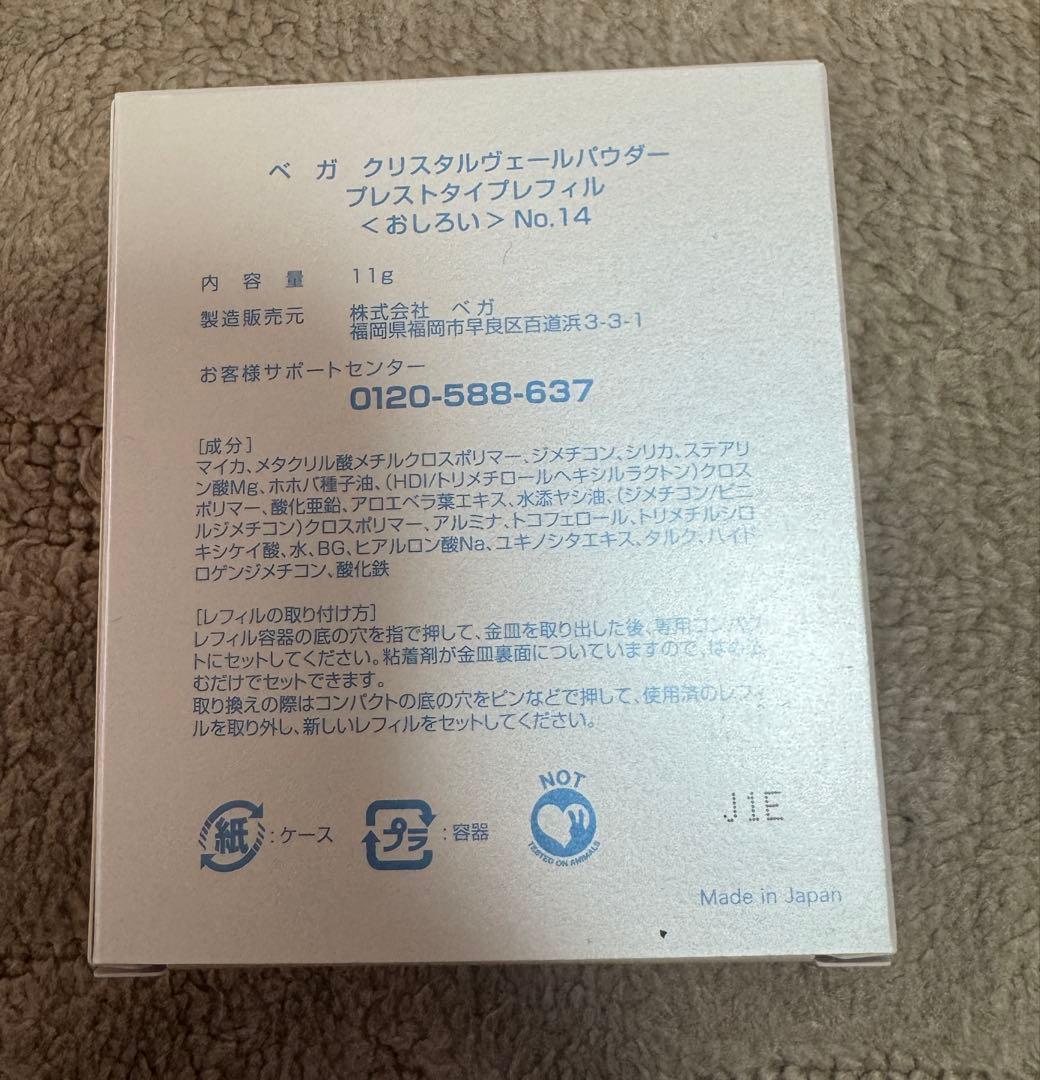 ベ ガ クリスタルヴェールパウダー
プレストタイプレフィル
＜おしろい＞ No.14
内 容 量 11g
製造販売元 株式会社 ベガ
福岡県福岡市早良区百道浜3-3-1
お客様サポートセンター
0120-588-637
[成分]
マイカ、メタクリル酸メチルクロスポリマー、ジメチコン、シリカ、ステアリ
ン酸Mg、ホホバ種子油、(HDI/トリメチロールヘキシルラクトン)クロス
ポリマー、酸化亜鉛、アロエベラ葉エキス、水添ヤシ油、(ジメチコン/ビニ
ルジメチコン)クロスポリマー、アルミナ、トコフェロール、トリメチルシロ
キシケイ酸、水、BG、ヒアルロン酸Na、ユキノシタエキス、タルク、ハイド
ロゲンジメチコン、酸化鉄
[レフィルの取り付け方]
レフィル容器の底の穴を指で押して、金皿を取り出した後、専用コンパク
トにセットしてください。粘着剤が金皿裏面についていますので、はめ込
むだけでセットできます。
取り換えの際はコンパクトの底の穴をピンなどで押して、使用済のレフィ
ルを取り外し、新しいレフィルをセットしてください。
紙 :ケース
プラ :容器
NOT
TESTED ON ANIMALS
J1E
Made in Japan